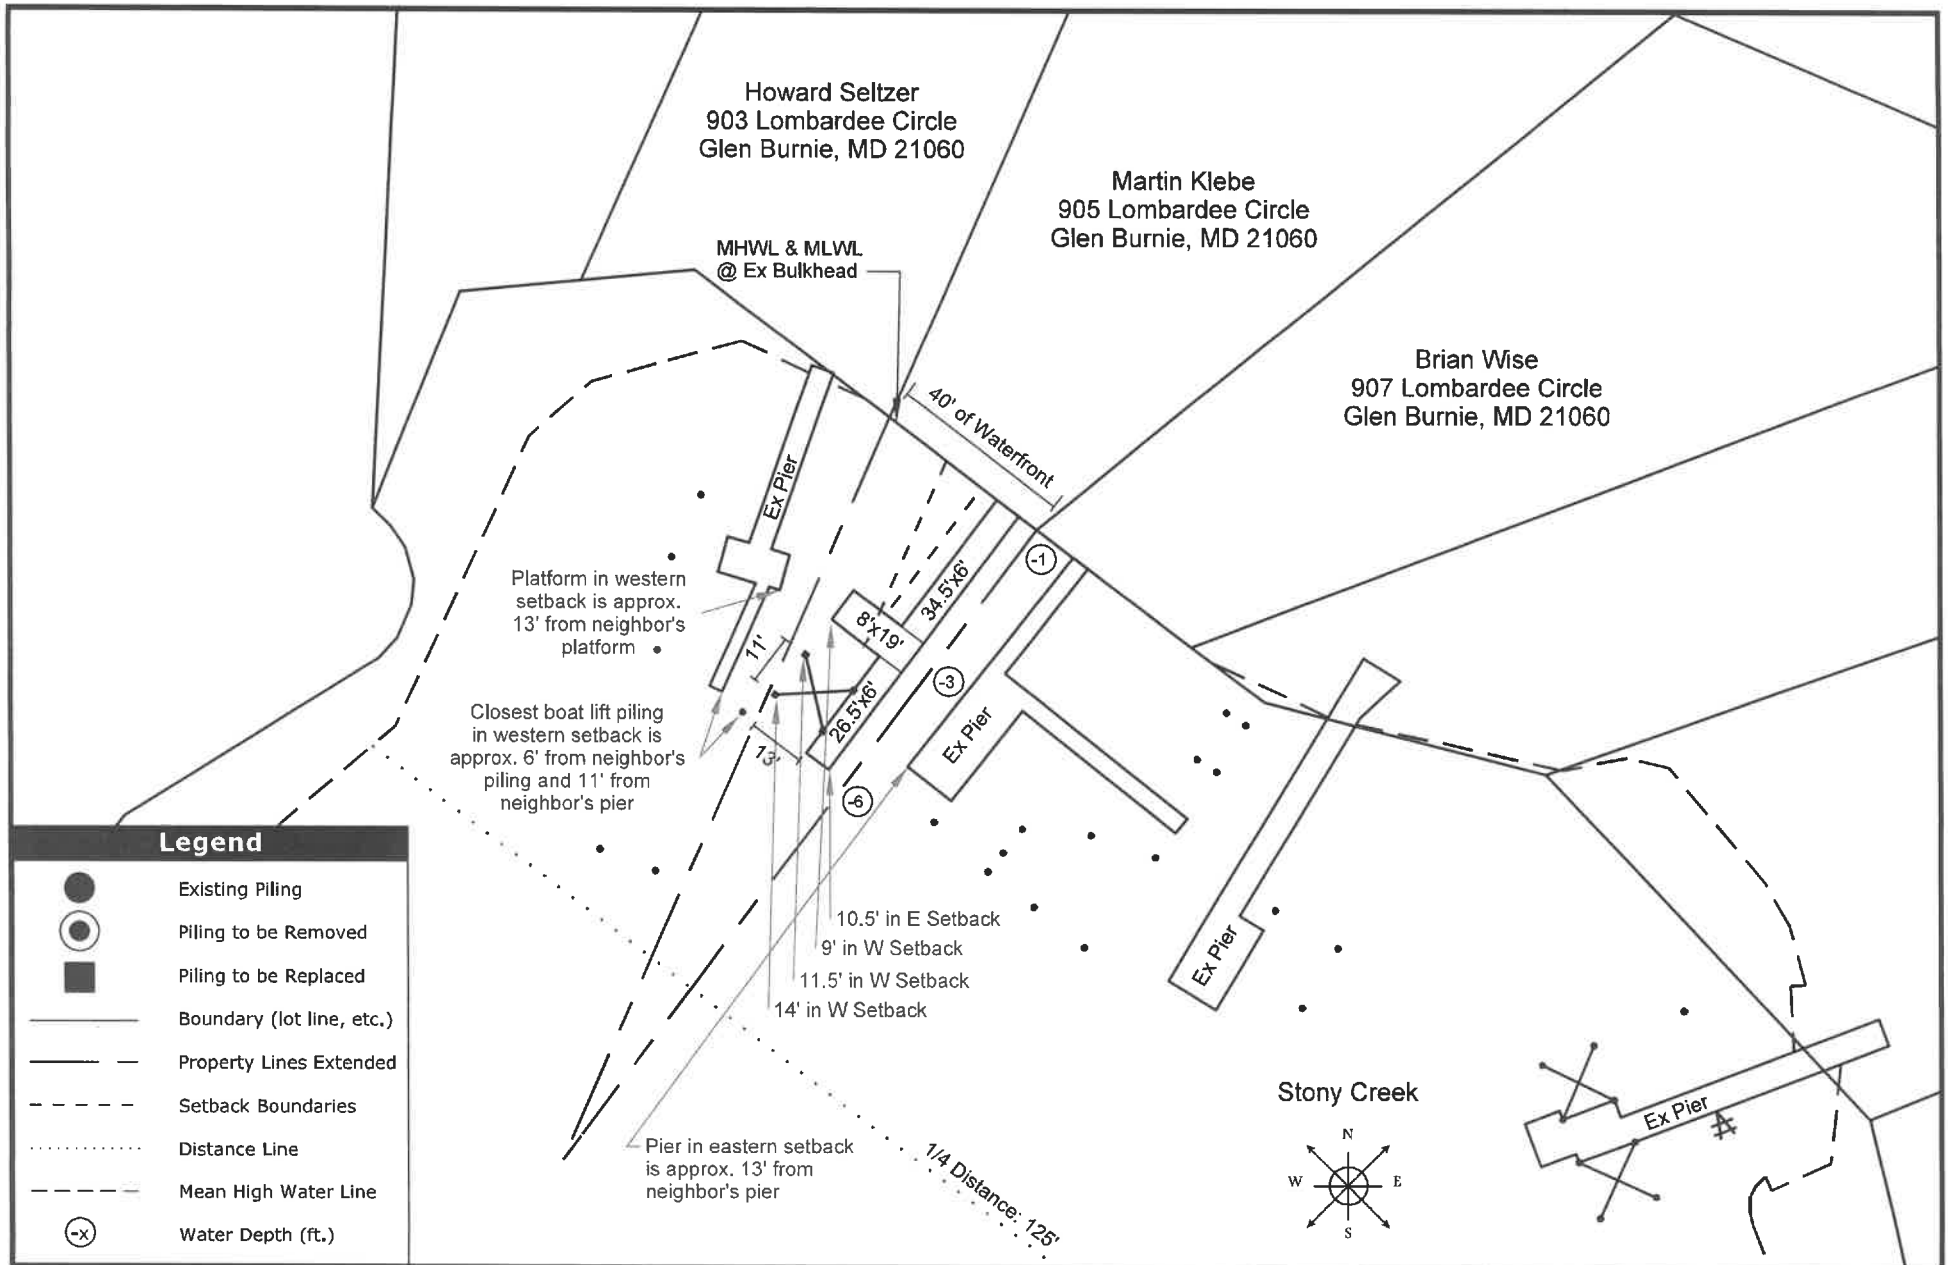 Howard Seltzer
903 Lombardee Circle
Glen Burnie, MD 21060
Martin Klebe
905 Lombardee Circle
Glen Burnie, MD 21060
Brian Wise
907 Lombardee Circle
Glen Burnie, MD 21060
MHWL & MLWL
@ Ex Bulkhead
40' of Waterfront
Ex Pier
-1
34.5'x6'
8'x19'
Platform in western
setback is approx.
13' from neighbor's
platform
11'
-3
26.5'x6'
Ex Pier
Closest boat lift piling
in western setback is
approx. 6' from neighbor's
piling and 11' from
neighbor's pier
13'
-6
10.5' in E Setback
9' in W Setback
11.5' in W Setback
14' in W Setback
Ex Pier
Ex Pier
Pier in eastern setback
is approx. 13' from
neighbor's pier
1/4 Distance: 125'
Stony Creek
N
W
E
S
Legend
Existing Piling
Piling to be Removed
Piling to be Replaced
Boundary (lot line, etc.)
Property Lines Extended
Setback Boundaries
Distance Line
Mean High Water Line
-x
Water Depth (ft.)